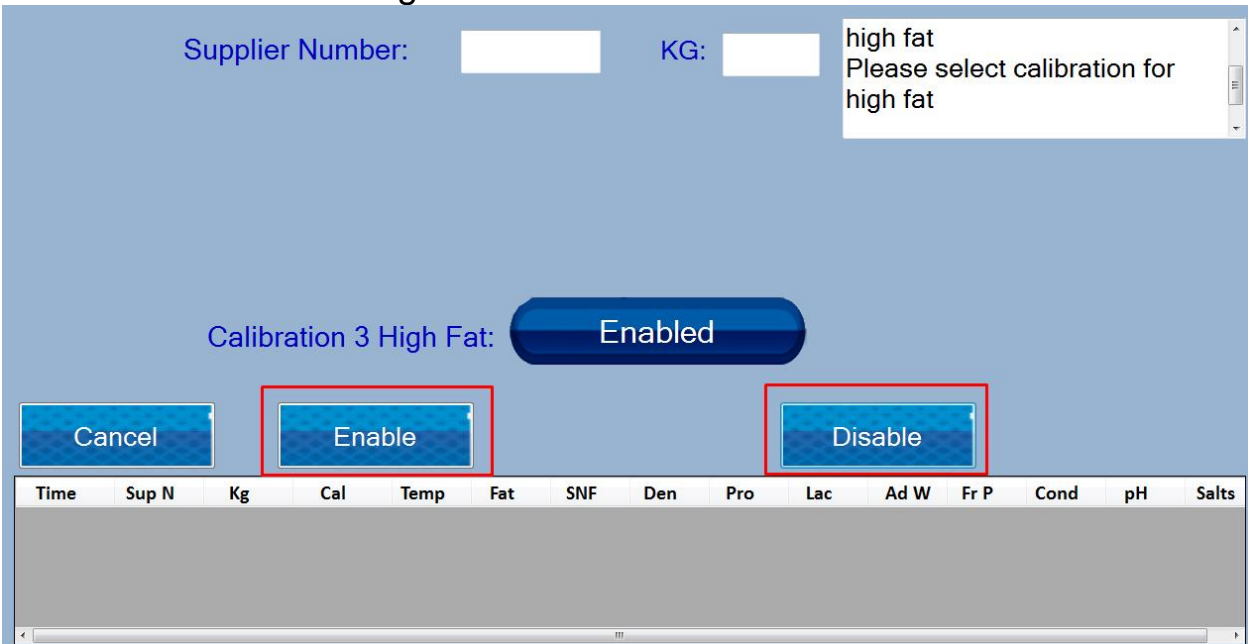 Supplier Number:
KG:
high fat
Please select calibration for
high fat
Calibration 3 High Fat:
Enabled
Cancel
Enable
Disable
Time Sup N Kg Cal Temp Fat SNF Den Pro Lac Ad W Fr P Cond pH Salts